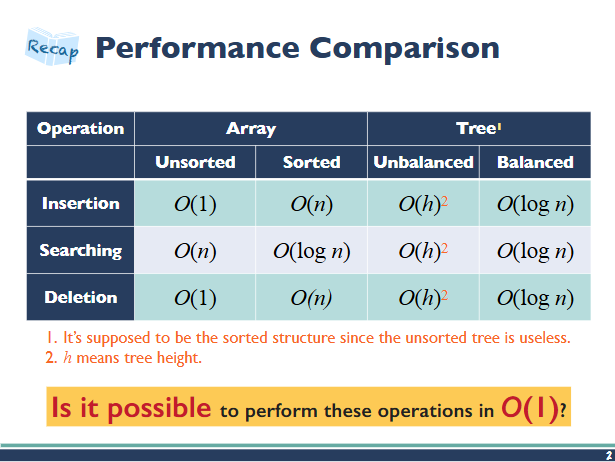 Recap
Performance Comparison
Operation Array Tree¹
Unsorted Sorted Unbalanced Balanced
Insertion O(1) O(n) O(h)² O(log n)
Searching O(n) O(log n) O(h)² O(log n)
Deletion O(1) O(n) O(h)² O(log n)
1. It's supposed to be the sorted structure since the unsorted tree is useless.
2. h means tree height.
Is it possible to perform these operations in O(1)?
2